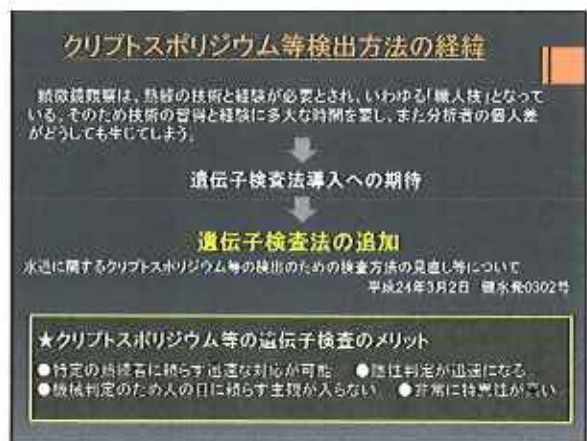 クリプトスポリジウム等検出方法の経緯
顕微鏡観察は、熟練の技術と経験が必要とされ、いわゆる「職人技」となって
いる。そのため技術の習得と経験に多大な時間を要し、また分析者の個人差
がどうしても生じてしまう。
遺伝子検査法導入への期待
遺伝子検査法の追加
水道に関するクリプトスポリジウム等の検出のための検査方法の見直し等について
平成24年3月2日 健水発0302号
★クリプトスポリジウム等の遺伝子検査のメリット
●特定の熟練者に頼らず迅速な対応が可能 ●陰性判定が迅速になる
●機械判定のため人の目に頼らず主観が入らない ●非常に特異性が高い